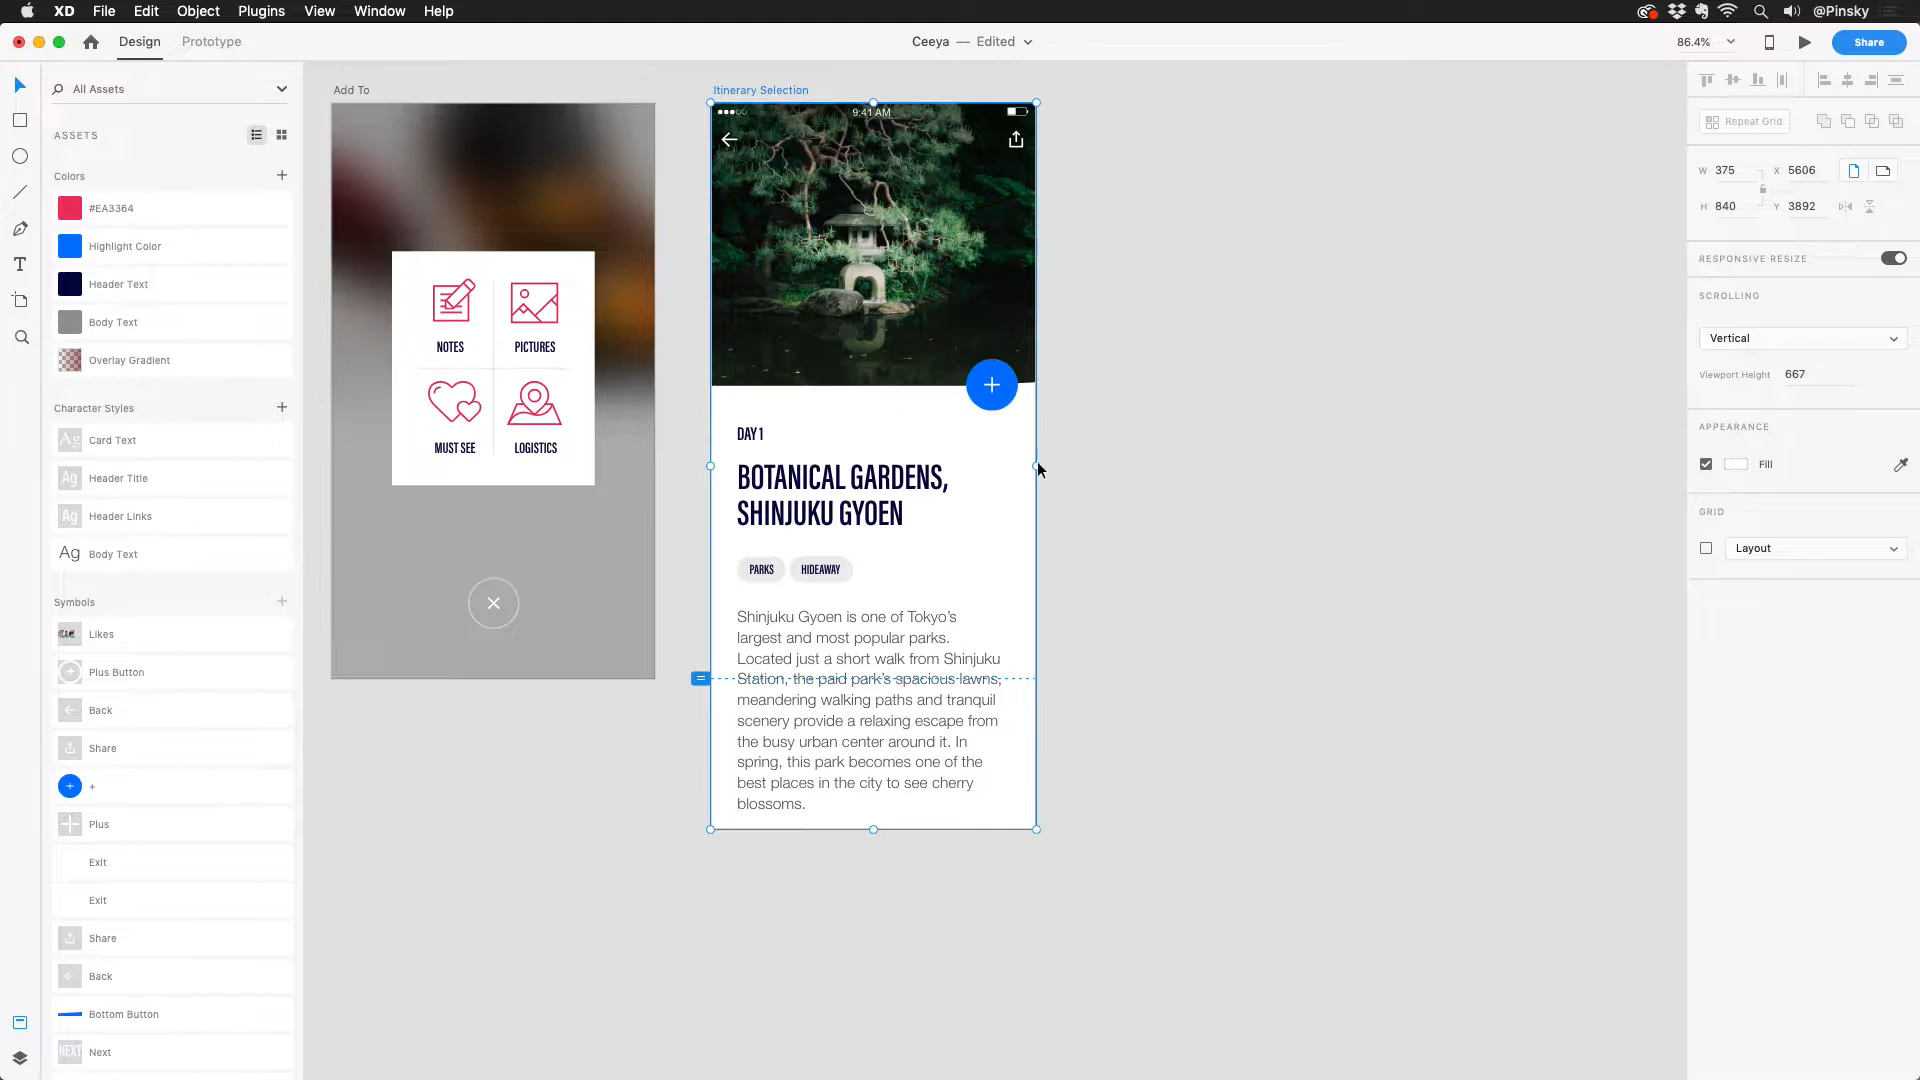 XD File Edit Object Plugins View Window Help @Pinsky
Design Prototype Ceeya — Edited 86.4% Share
All Assets
ASSETS
Colors
#EA3364
Highlight Color
Header Text
Body Text
Overlay Gradient
Character Styles
Ag Card Text
Ag Header Title
Ag Header Links
Ag Body Text
Symbols
Likes
Plus Button
Back
Share
+
Plus
Exit
Exit
Share
Back
Bottom Button
NEXT Next
Add To
NOTES PICTURES
MUST SEE LOGISTICS
Itinerary Selection
9:41 AM
DAY 1
BOTANICAL GARDENS,
SHINJUKU GYOEN
PARKS HIDEAWAY
Shinjuku Gyoen is one of Tokyo’s
largest and most popular parks.
Located just a short walk from Shinjuku
Station, the paid park’s spacious lawns,
meandering walking paths and tranquil
scenery provide a relaxing escape from
the busy urban center around it. In
spring, this park becomes one of the
best places in the city to see cherry
blossoms.
Repeat Grid
W 375 X 5606
H 840 Y 3892
RESPONSIVE RESIZE
SCROLLING
Vertical
Viewport Height 667
APPEARANCE
Fill
GRID
Layout